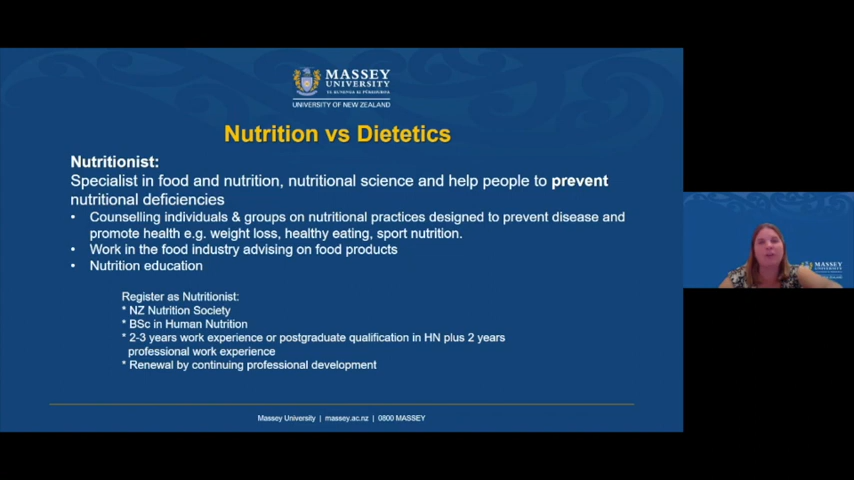 MASSEY
UNIVERSITY
TE KUNENGA KI PŪREHUROA
UNIVERSITY OF NEW ZEALAND
Nutrition vs Dietetics
Nutritionist:
Specialist in food and nutrition, nutritional science and help people to prevent
nutritional deficiencies
• Counselling individuals & groups on nutritional practices designed to prevent disease and
promote health e.g. weight loss, healthy eating, sport nutrition.
• Work in the food industry advising on food products
• Nutrition education
Register as Nutritionist:
* NZ Nutrition Society
* BSc in Human Nutrition
* 2-3 years work experience or postgraduate qualification in HN plus 2 years
professional work experience
* Renewal by continuing professional development
Massey University | massey.ac.nz | 0800 MASSEY
MASSEY
UNIVERSITY